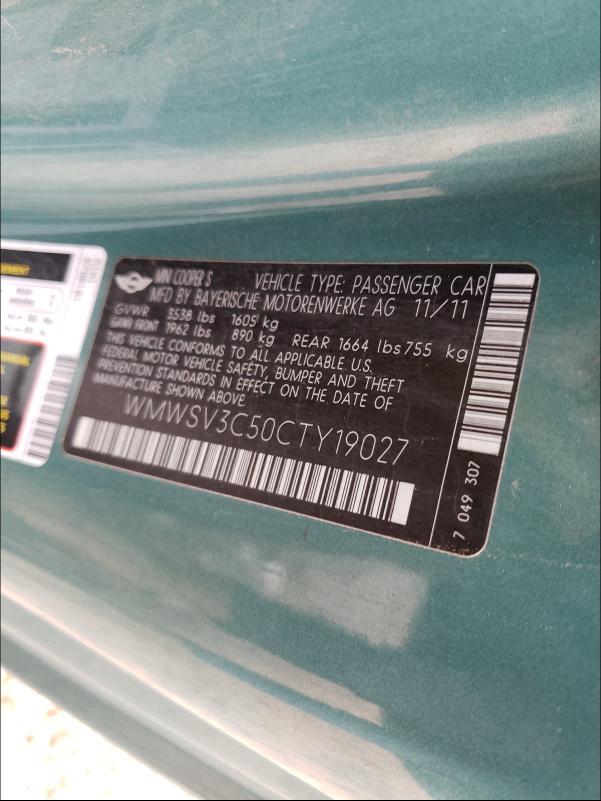 MINI COOPER S
VEHICLE TYPE: PASSENGER CAR
MFD BY BAYERISCHE MOTORENWERKE AG 11/11
GVWR 3538 lbs 1605 kg
GAWR FRONT 1962 lbs 890 kg REAR 1664 lbs 755 kg
THIS VEHICLE CONFORMS TO ALL APPLICABLE U.S.
FEDERAL MOTOR VEHICLE SAFETY, BUMPER AND THEFT
PREVENTION STANDARDS IN EFFECT ON THE DATE OF
MANUFACTURE SHOWN ABOVE.
WMWSV3C50CTY19027
7 049 307